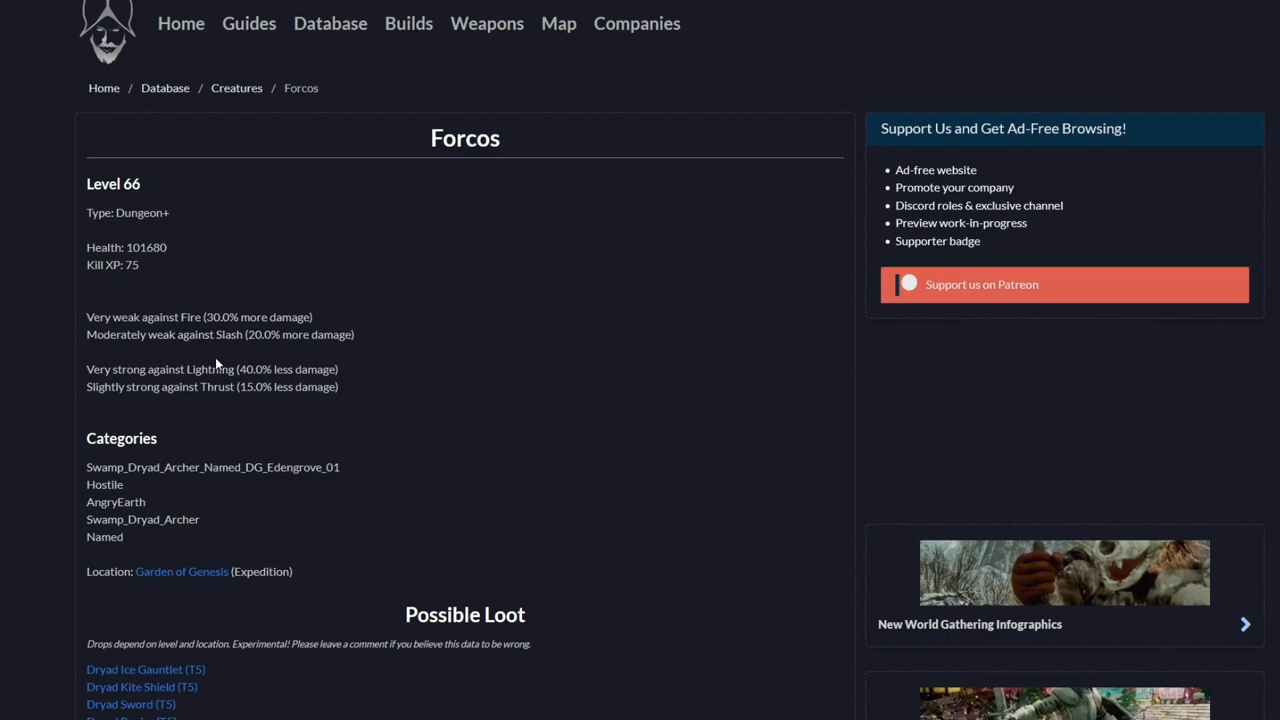 Home Guides Database Builds Weapons Map Companies
Home / Database / Creatures / Forcos
Forcos
Level 66
Type: Dungeon+
Health: 101680
Kill XP: 75
Very weak against Fire (30.0% more damage)
Moderately weak against Slash (20.0% more damage)
Very strong against Lightning (40.0% less damage)
Slightly strong against Thrust (15.0% less damage)
Categories
Swamp_Dryad_Archer_Named_DG_Edengrove_01
Hostile
AngryEarth
Swamp_Dryad_Archer
Named
Location: Garden of Genesis (Expedition)
Possible Loot
Drops depend on level and location. Experimental! Please leave a comment if you believe this data to be wrong.
Dryad Ice Gauntlet (T5)
Dryad Kite Shield (T5)
Dryad Sword (T5)
Support Us and Get Ad-Free Browsing!
• Ad-free website
• Promote your company
• Discord roles & exclusive channel
• Preview work-in-progress
• Supporter badge
Support us on Patreon
New World Gathering Infographics